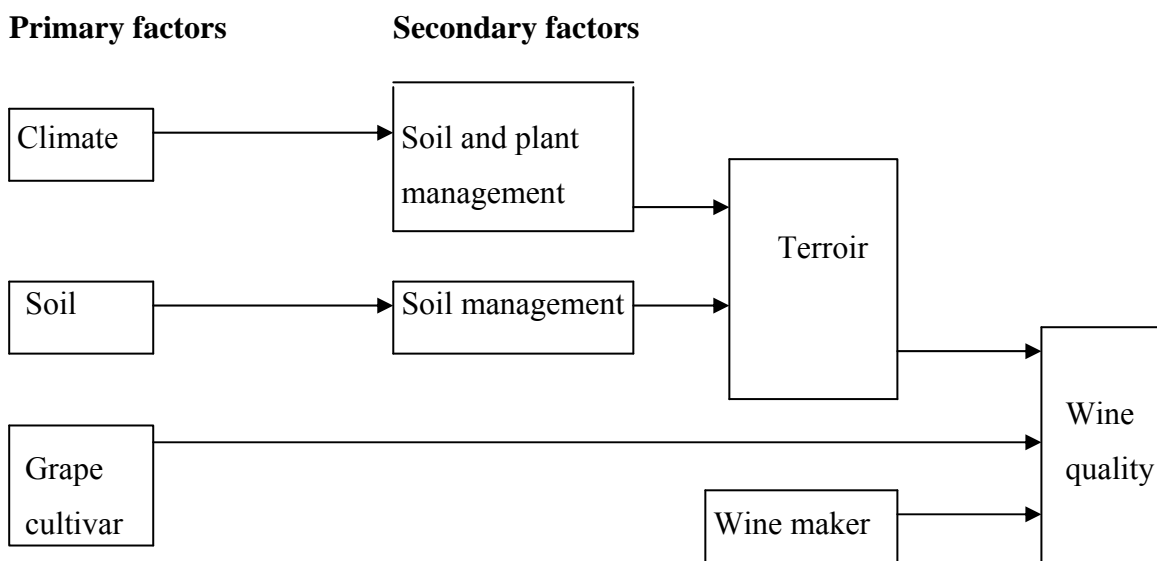 Primary factors
Secondary factors
Climate
Soil and plant
management
Terroir
Soil
Soil management
Grape
cultivar
Wine maker
Wine
quality